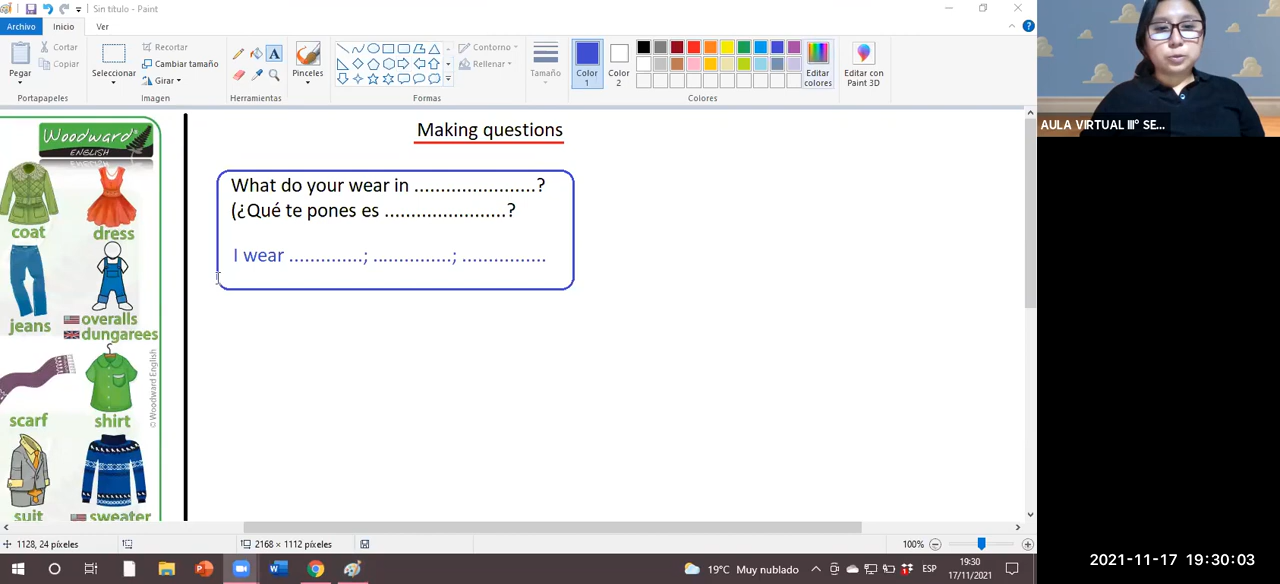 Sin título - Paint
Archivo
Inicio
Ver
Pegar
Cortar
Copiar
Portapapeles
Seleccionar
Recortar
Cambiar tamaño
Girar
Imagen
A
Herramientas
Pinceles
Contorno
Rellenar
Formas
Tamaño
Color 1
Color 2
Editar colores
Colores
Editar con Paint 3D
AULA VIRTUAL IIIº SE...
Woodward®
ENGLISH
coat
dress
jeans
overalls
dungarees
scarf
shirt
suit
sweater
© Woodward English
Making questions
What do your wear in .......................?
(¿Qué te pones es .......................?
I wear ..............; ...............; ................
1128, 24 píxeles
2168 × 1112 píxeles
100%
19ºC Muy nublado
ESP
19:30
17/11/2021
2021-11-17 19:30:03